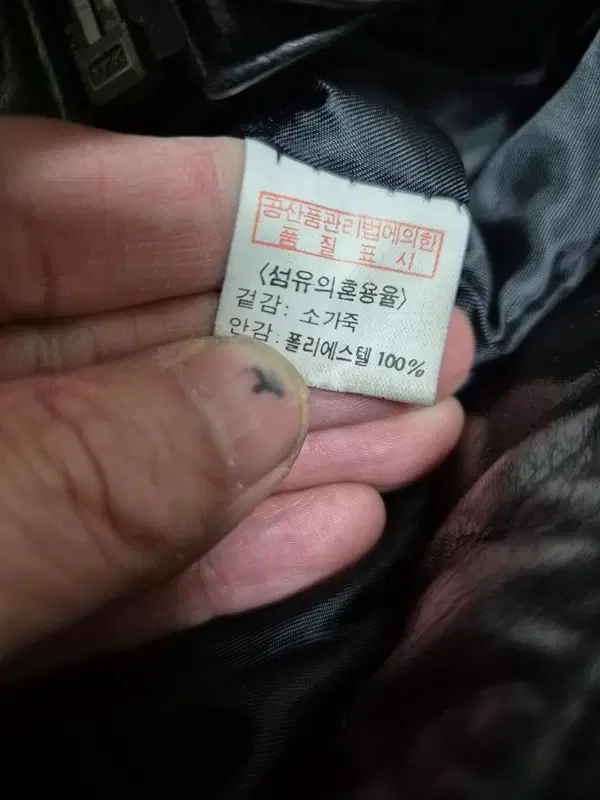 공산품관리법에의한
품 질 표 시
〈섬유의혼용율〉
겉감: 소가죽
안감: 폴리에스텔 100%